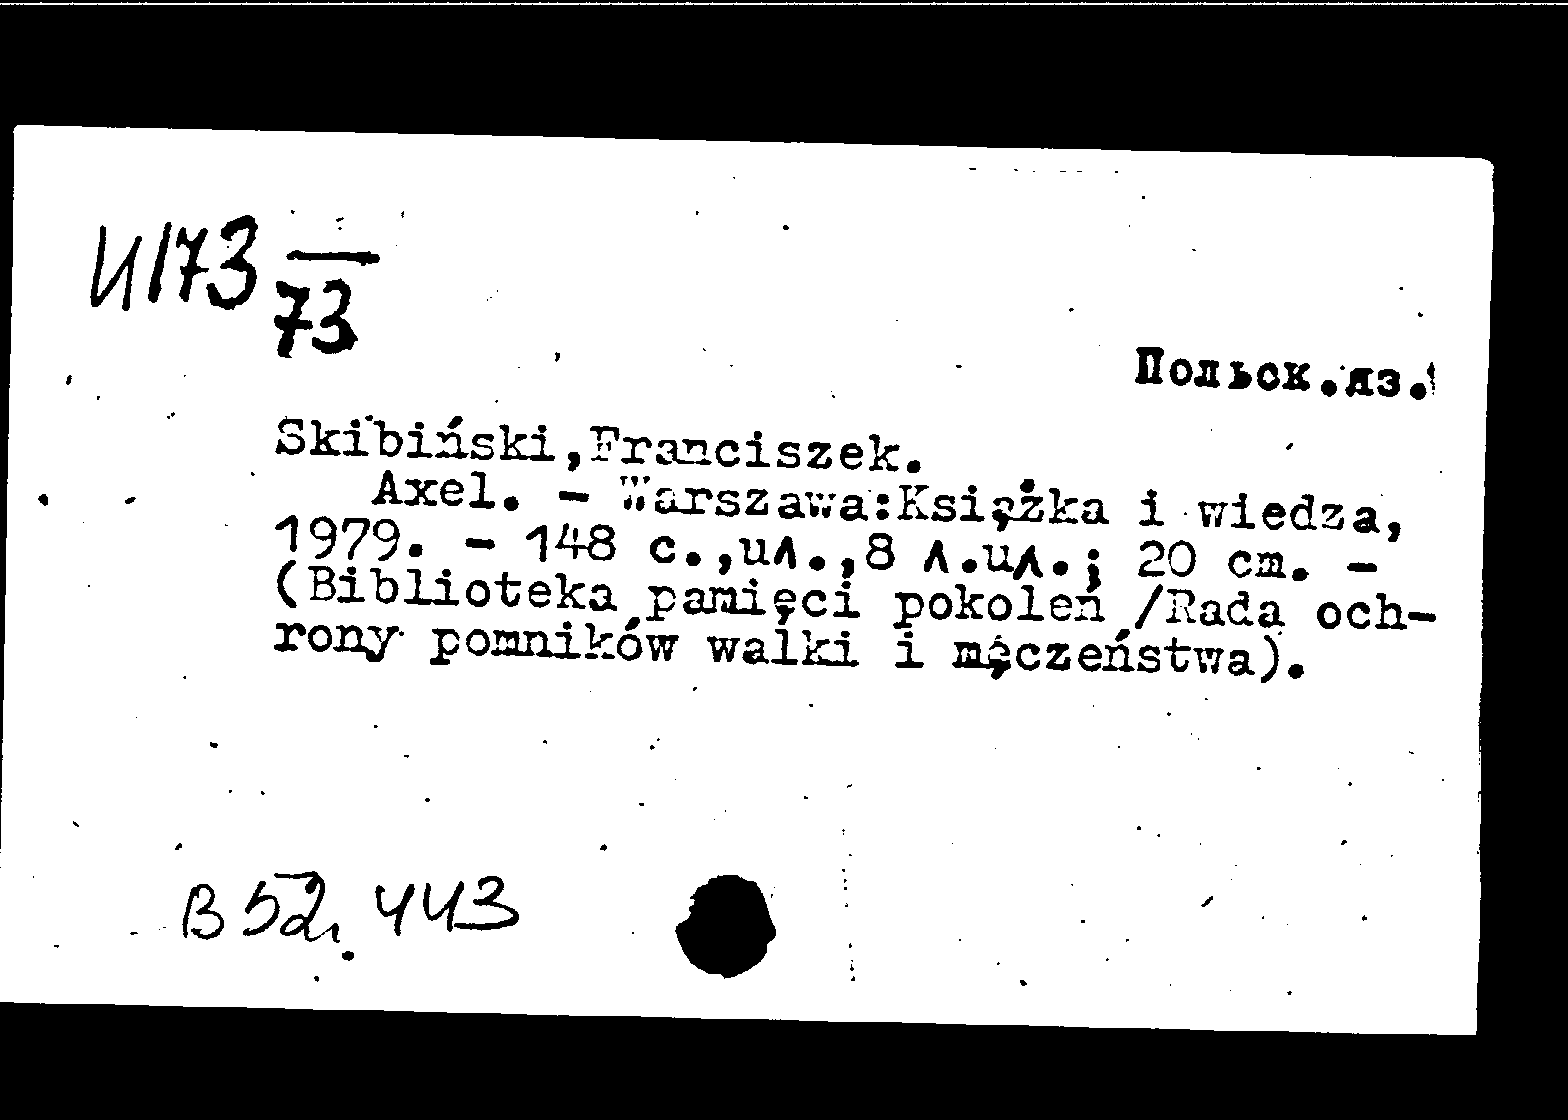 И173
73
Польск.яз.
Skibiński,Franciszek.
Axel. - Warszawa:Książka i wiedza,
1979. - 148 с.,ил.,8 л.ил.; 20 cm. -
(Biblioteka pamięci pokoleń /Rada och-
rony pomników walki i męczeństwa).
В 52. 443